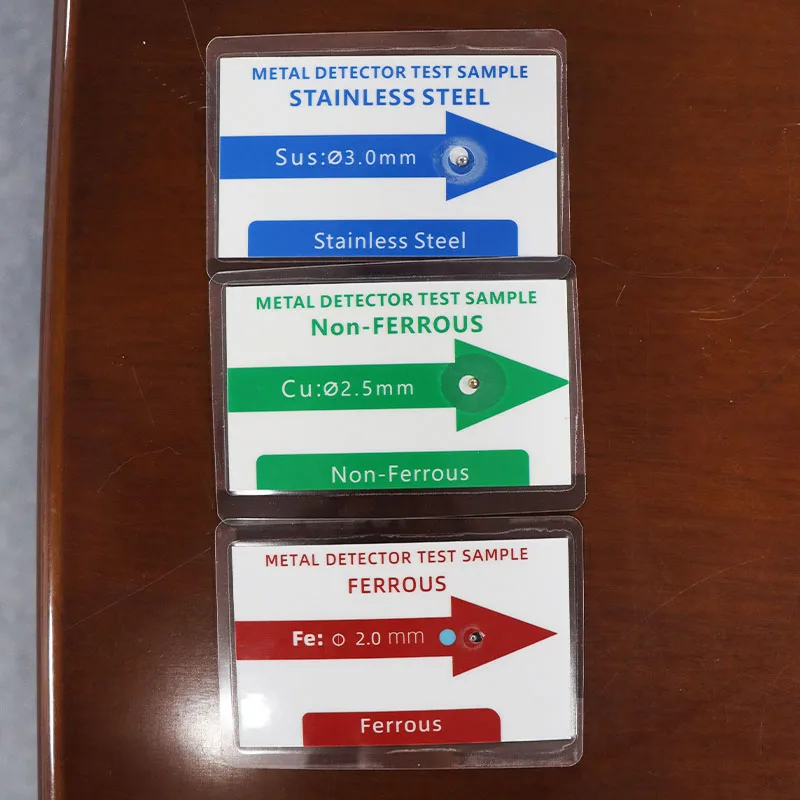 METAL DETECTOR TEST SAMPLE
STAINLESS STEEL
Sus:Ø3.0mm
Stainless Steel
METAL DETECTOR TEST SAMPLE
Non-FERROUS
Cu:Ø2.5mm
Non-Ferrous
METAL DETECTOR TEST SAMPLE
FERROUS
Fe: Φ 2.0 mm
Ferrous